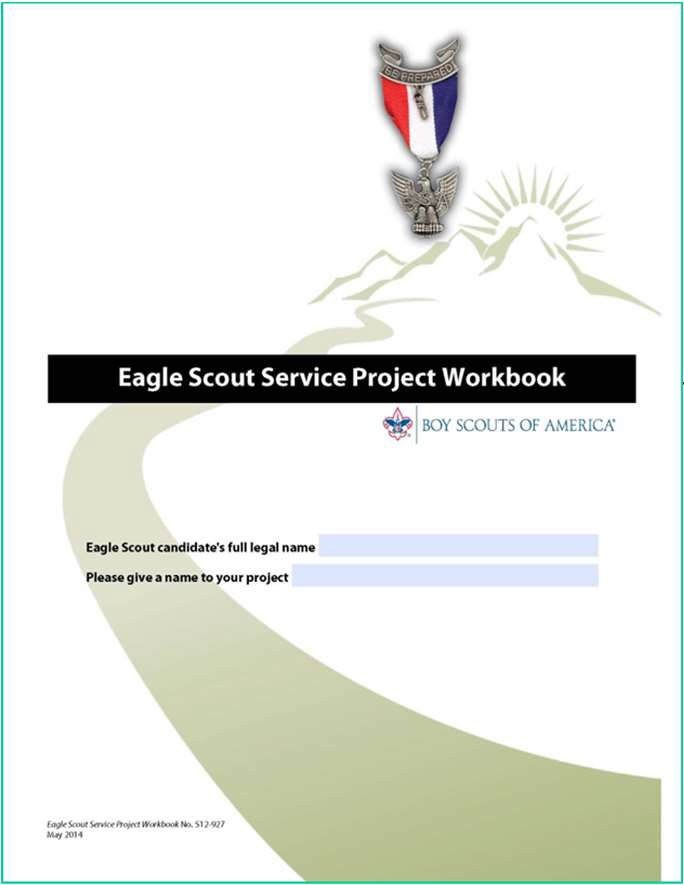 BE PREPARED
Eagle Scout Service Project Workbook
BOY SCOUTS OF AMERICA®
Eagle Scout candidate's full legal name
Please give a name to your project
Eagle Scout Service Project Workbook No. 512-927
May 2014